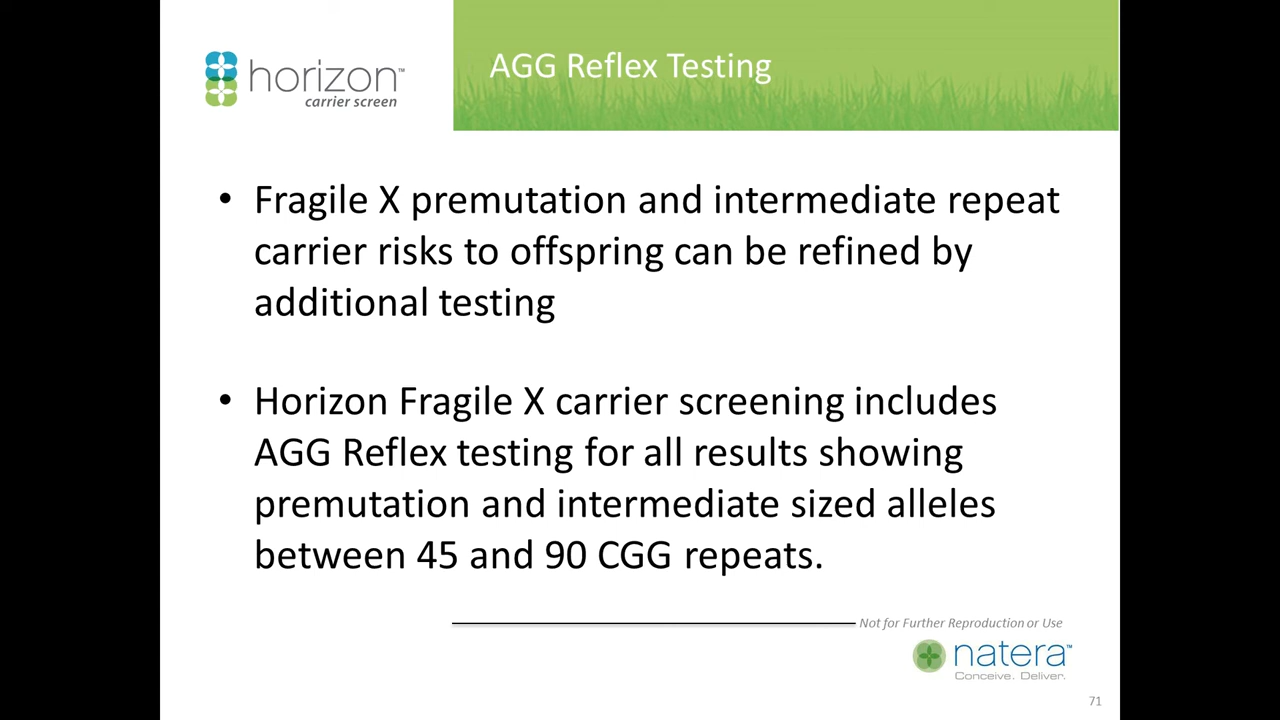 horizon™
carrier screen
AGG Reflex Testing
• Fragile X premutation and intermediate repeat
carrier risks to offspring can be refined by
additional testing
• Horizon Fragile X carrier screening includes
AGG Reflex testing for all results showing
premutation and intermediate sized alleles
between 45 and 90 CGG repeats.
Not for Further Reproduction or Use
natera™
Conceive. Deliver.
71